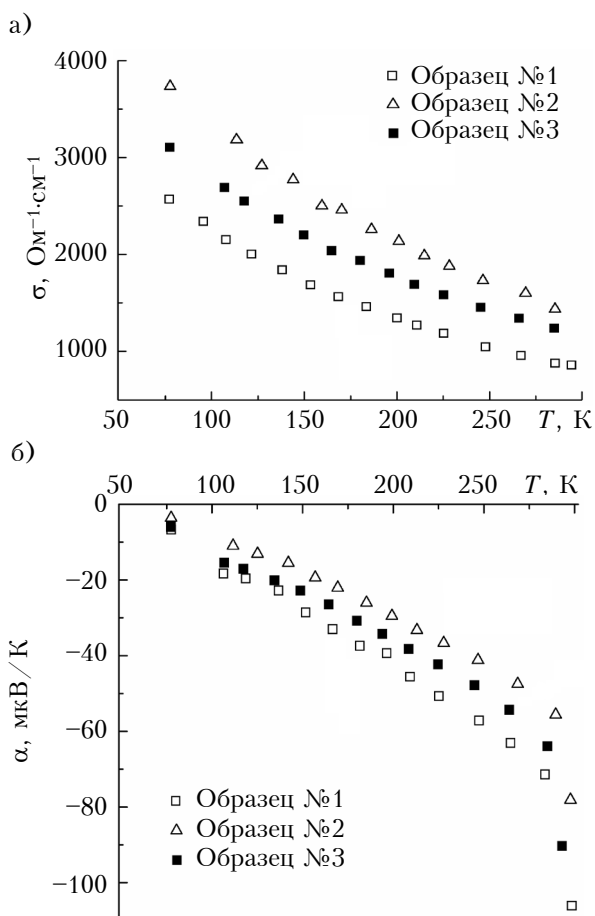 а)
4000
3000
2000
1000
σ, Ом⁻¹·см⁻¹
□ Образец №1
△ Образец №2
■ Образец №3
50 100 150 200 250 T, К
б)
50 100 150 200 250 T, К
0
−20
−40
−60
−80
−100
α, мкВ/К
□ Образец №1
△ Образец №2
■ Образец №3